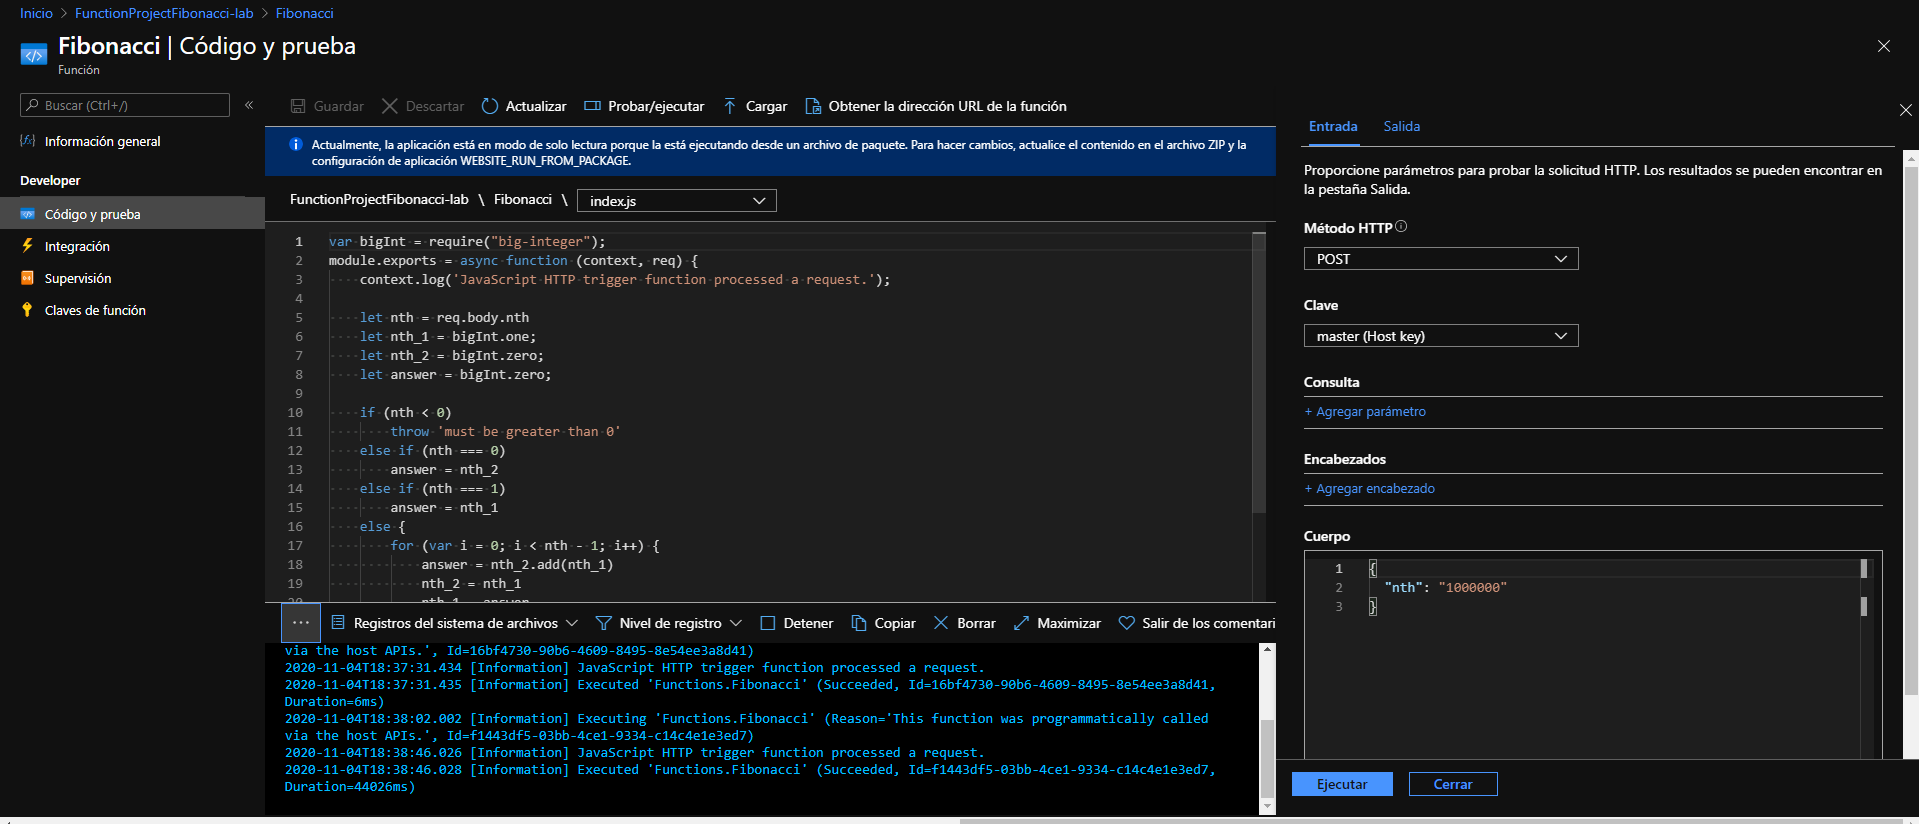 Inicio > FunctionProjectFibonacci-lab > Fibonacci
Fibonacci | Código y prueba
Función
Buscar (Ctrl+/)
«
Información general
Developer
Código y prueba
Integración
Supervisión
Claves de función
Guardar Descartar Actualizar Probar/ejecutar Cargar Obtener la dirección URL de la función
Actualmente, la aplicación está en modo de solo lectura porque la está ejecutando desde un archivo de paquete. Para hacer cambios, actualice el contenido en el archivo ZIP y la
configuración de aplicación WEBSITE_RUN_FROM_PACKAGE.
FunctionProjectFibonacci-lab \ Fibonacci \ index.js
1 var bigInt = require("big-integer");
2 module.exports = async function (context, req) {
3 context.log('JavaScript HTTP trigger function processed a request.');
4
5 let nth = req.body.nth
6 let nth_1 = bigInt.one;
7 let nth_2 = bigInt.zero;
8 let answer = bigInt.zero;
9
10 if (nth < 0)
11 throw 'must be greater than 0'
12 else if (nth === 0)
13 answer = nth_2
14 else if (nth === 1)
15 answer = nth_1
16 else {
17 for (var i = 0; i < nth - 1; i++) {
18 answer = nth_2.add(nth_1)
19 nth_2 = nth_1
20 nth_1 = answer
... Registros del sistema de archivos Nivel de registro Detener Copiar Borrar Maximizar Salir de los comentari
via the host APIs.', Id=16bf4730-90b6-4609-8495-8e54ee3a8d41)
2020-11-04T18:37:31.434 [Information] JavaScript HTTP trigger function processed a request.
2020-11-04T18:37:31.435 [Information] Executed 'Functions.Fibonacci' (Succeeded, Id=16bf4730-90b6-4609-8495-8e54ee3a8d41,
Duration=6ms)
2020-11-04T18:38:02.002 [Information] Executing 'Functions.Fibonacci' (Reason='This function was programmatically called
via the host APIs.', Id=f1443df5-03bb-4ce1-9334-c14c4e1e3ed7)
2020-11-04T18:38:46.026 [Information] JavaScript HTTP trigger function processed a request.
2020-11-04T18:38:46.028 [Information] Executed 'Functions.Fibonacci' (Succeeded, Id=f1443df5-03bb-4ce1-9334-c14c4e1e3ed7,
Duration=44026ms)
Entrada Salida
Proporcione parámetros para probar la solicitud HTTP. Los resultados se pueden encontrar en
la pestaña Salida.
Método HTTP
POST
Clave
master (Host key)
Consulta
+ Agregar parámetro
Encabezados
+ Agregar encabezado
Cuerpo
1 {
2 "nth": "1000000"
3 }
Ejecutar Cerrar